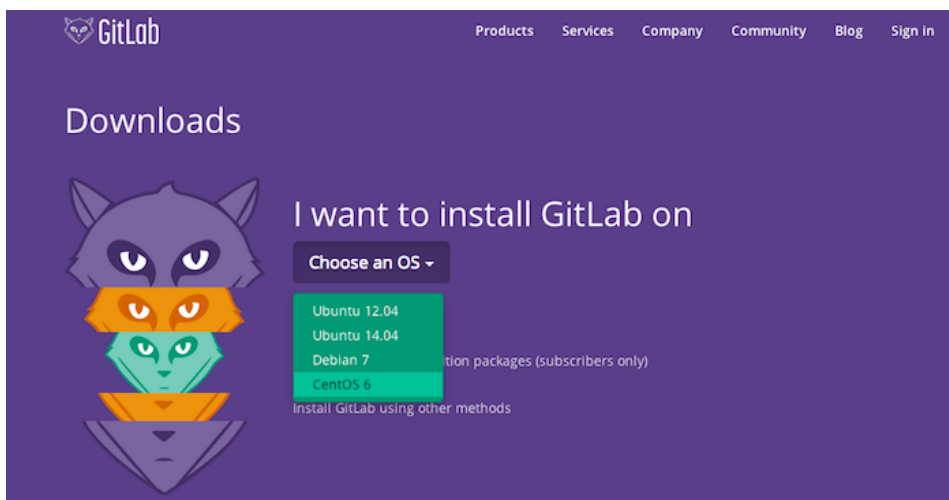 GitLab
Products Services Company Community Blog Sign in
Downloads
I want to install GitLab on
Choose an OS
Ubuntu 12.04
Ubuntu 14.04
Debian 7
packages (subscribers only)
CentOS 6
Install GitLab using other methods